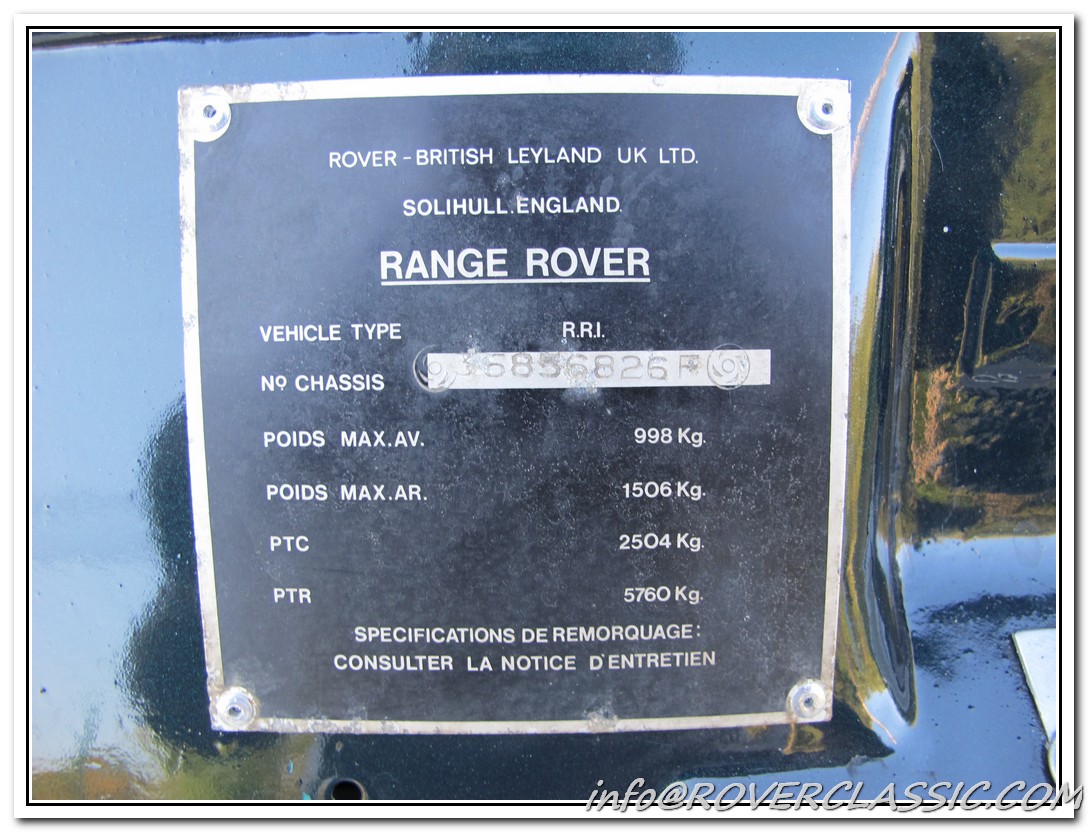 ROVER-BRITISH LEYLAND UK LTD.
SOLIHULL.ENGLAND.
RANGE ROVER
VEHICLE TYPE R.R.I.
Nº CHASSIS 35856826F
POIDS MAX.AV. 998 Kg.
POIDS MAX.AR. 1506 Kg.
PTC 2504 Kg.
PTR 5760 Kg.
SPECIFICATIONS DE REMORQUAGE:
CONSULTER LA NOTICE D'ENTRETIEN
info@ROVERCLASSIC.COM